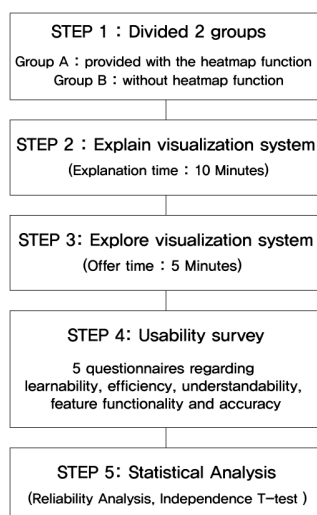 STEP 1 : Divided 2 groups
Group A : provided with the heatmap function
Group B : without heatmap function
STEP 2 : Explain visualization system
(Explanation time : 10 Minutes)
STEP 3: Explore visualization system
(Offer time : 5 Minutes)
STEP 4: Usability survey
5 questionnaires regarding
learnability, efficiency, understandability,
feature functionality and accuracy
STEP 5: Statistical Analysis
(Reliability Analysis, Independence T-test )